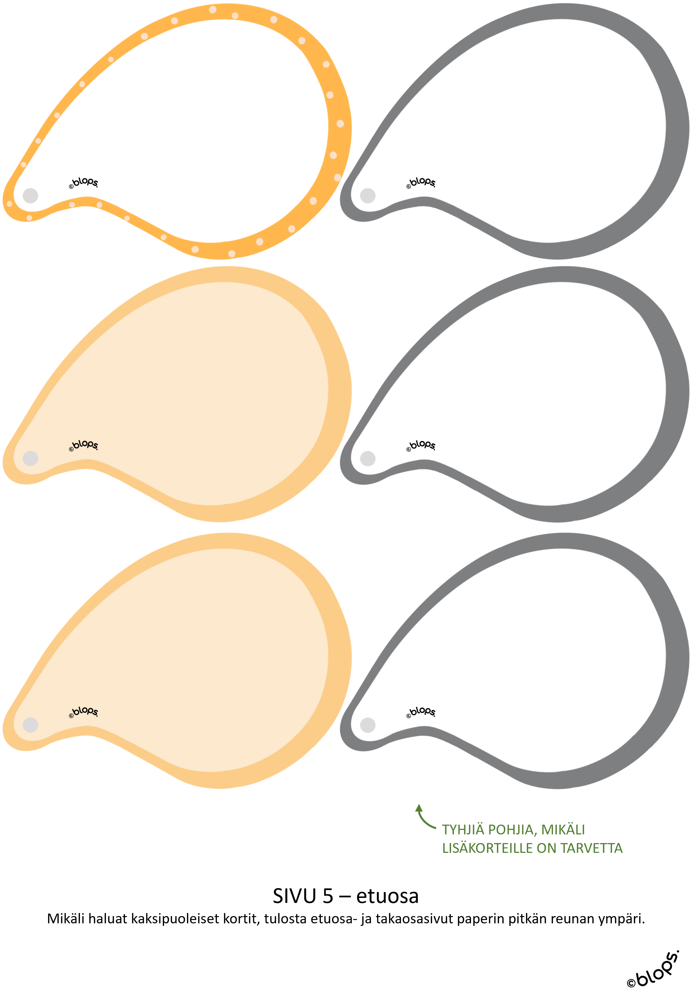 ©blops.
©blops.
©blops.
©blops.
©blops.
©blops.
TYHJIÄ POHJIA, MIKÄLI
LISÄKORTEILLE ON TARVETTA
SIVU 5 – etuosa
Mikäli haluat kaksipuoleiset kortit, tulosta etuosa- ja takaosasivut paperin pitkän reunan ympäri.
©blops.